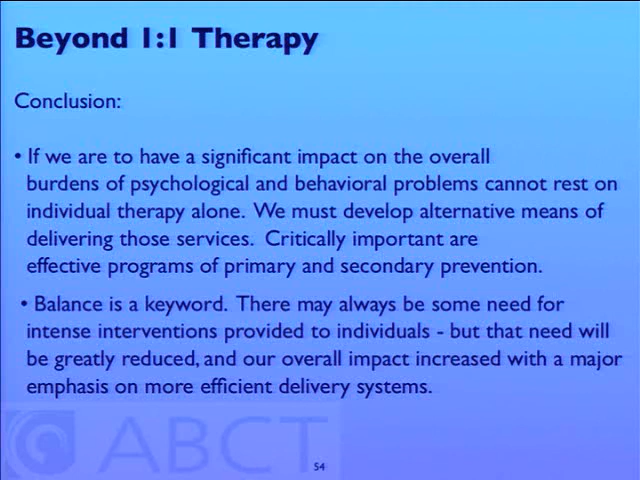 Beyond 1:1 Therapy
Conclusion:
• If we are to have a significant impact on the overall
burdens of psychological and behavioral problems cannot rest on
individual therapy alone. We must develop alternative means of
delivering those services. Critically important are
effective programs of primary and secondary prevention.
• Balance is a keyword. There may always be some need for
intense interventions provided to individuals - but that need will
be greatly reduced, and our overall impact increased with a major
emphasis on more efficient delivery systems.
ABCT
54